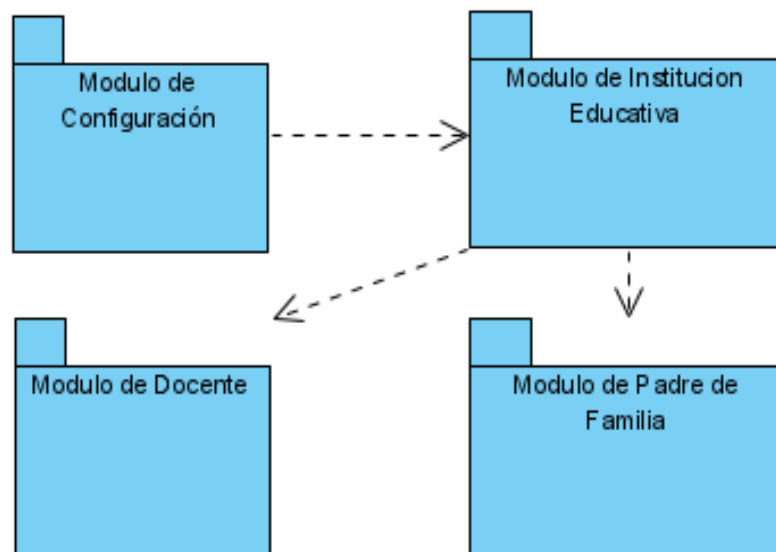 Modulo de
Configuración
Modulo de Institucion
Educativa
Modulo de Docente
Modulo de Padre de
Familia